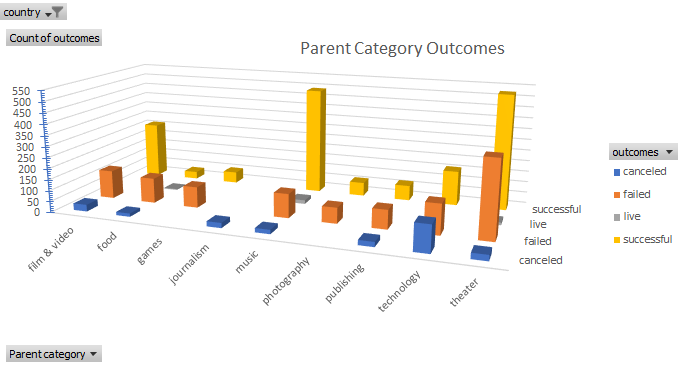 country
Count of outcomes
Parent Category Outcomes
550
500
450
400
350
300
250
200
150
100
50
0
film & video
food
games
journalism
music
photography
publishing
technology
theater
successful
live
failed
canceled
outcomes
canceled
failed
live
successful
Parent category